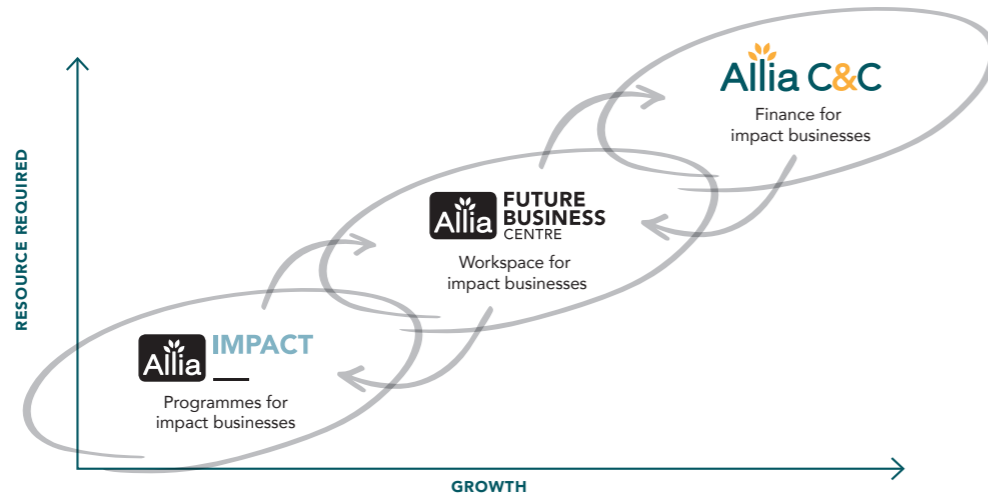 Allia C&C
Finance for
impact businesses
RESOURCE REQUIRED
Allia FUTURE
BUSINESS
CENTRE
Workspace for
impact businesses
Allia IMPACT
Programmes for
impact businesses
GROWTH